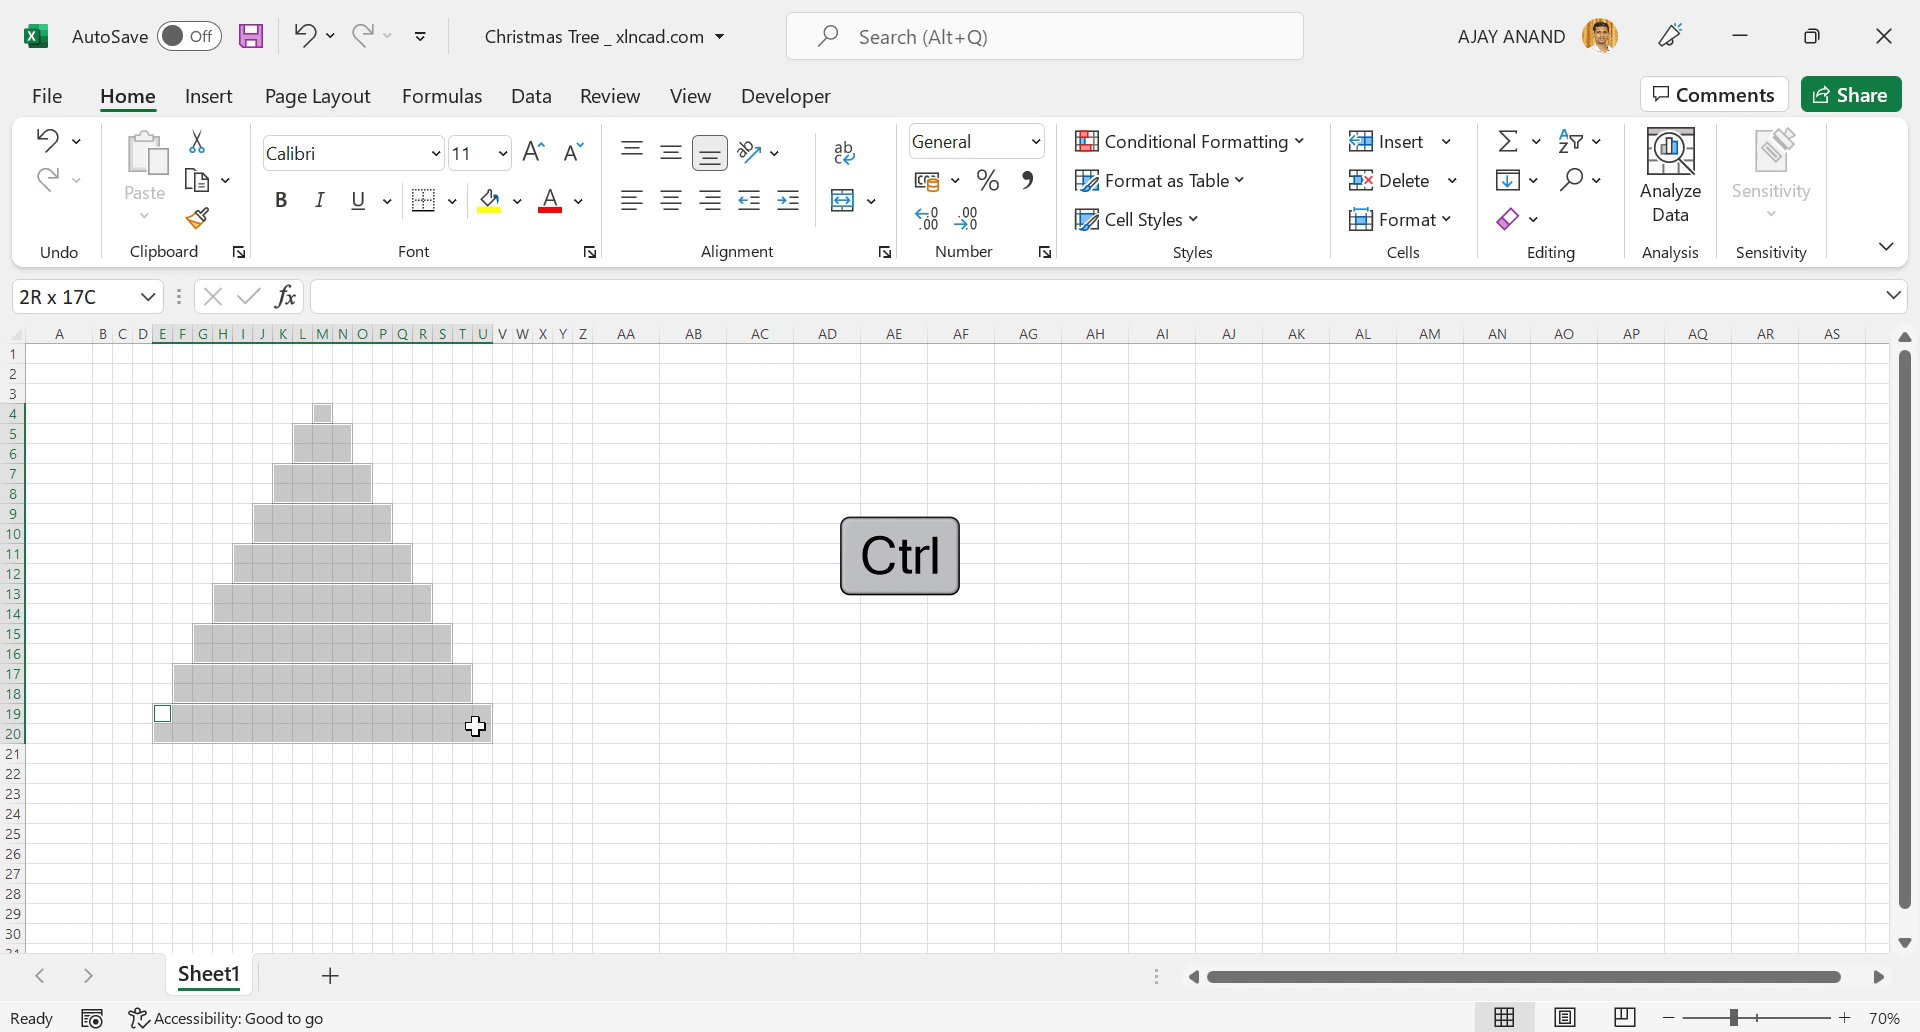 AutoSave Off Christmas Tree _ xlncad.com Search (Alt+Q) AJAY ANAND
File Home Insert Page Layout Formulas Data Review View Developer Comments Share
Paste
Calibri 11
B I U A
ab
General
% ,
Conditional Formatting
Format as Table
Cell Styles
Insert
Delete
Format
Analyze
Data
Sensitivity
Undo Clipboard Font Alignment Number Styles Cells Editing Analysis Sensitivity
2R x 17C fx
A B C D E F G H I J K L M N O P Q R S T U V W X Y Z AA AB AC AD AE AF AG AH AI AJ AK AL AM AN AO AP AQ AR AS
1
2
3
4
5
6
7
8
9
10
11
12
13
14
15
16
17
18
19
20
21
22
23
24
25
26
27
28
29
30
31
Ctrl
Sheet1
Ready Accessibility: Good to go 70%